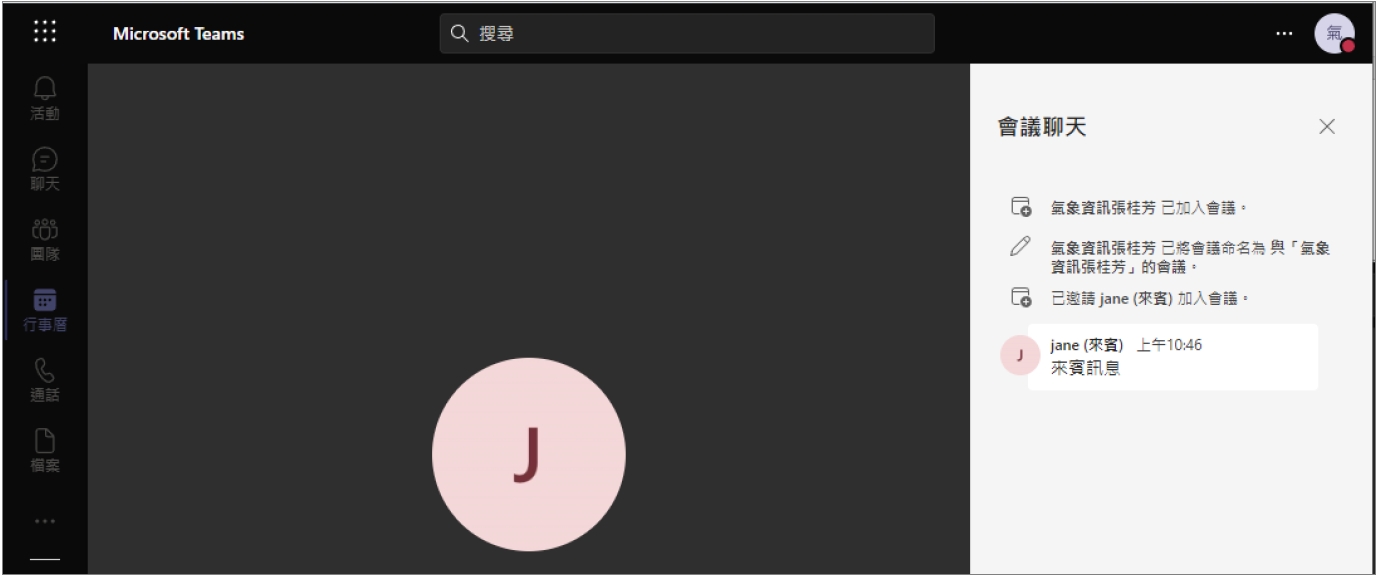 Microsoft Teams
搜尋
氣
活動
聊天
團隊
行事曆
通話
檔案
J
會議聊天
氣象資訊張桂芳 已加入會議。
氣象資訊張桂芳 已將會議命名為 與「氣象
資訊張桂芳」的會議。
已邀請 jane (來賓) 加入會議。
J
jane (來賓) 上午10:46
來賓訊息